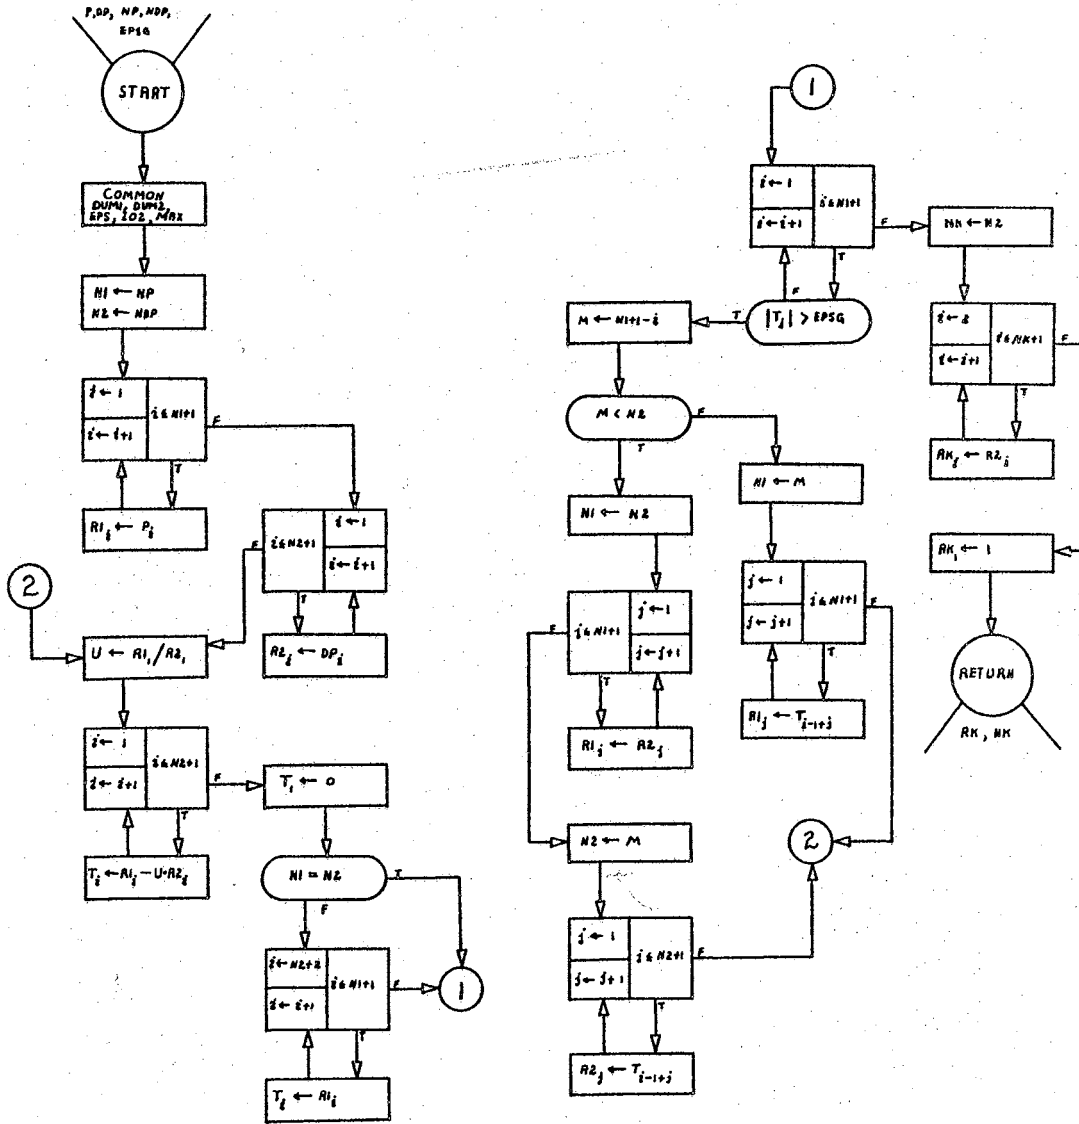 P, DP, NP, NDP,
EPSG
START
COMMON
DUM1, DUM2,
EPS, IO2, MAX
N1 ← NP
N2 ← NDP
i ← 1
i ← i+1
i ≤ N1+1
F
T
R1ᵢ ← Pᵢ
i ← 1
i ← i+1
i ≤ N2+1
F
T
R2ᵢ ← DPᵢ
2
U ← R1₁/R2₁
i ← 1
i ← i+1
i ≤ N2+1
F
T
Tᵢ ← R1ᵢ − U·R2ᵢ
T₁ ← 0
N1 = N2
T
F
i ← N2+2
i ← i+1
i ≤ N1+1
F
T
1
Tᵢ ← R1ᵢ
1
i ← 1
i ← i+1
i ≤ N1+1
F
T
F
|Tᵢ| > EPSG
T
M ← N1+1-i
M < N2
F
T
N1 ← N2
j ← 1
j ← j+1
j ≤ N1+1
F
T
R1ⱼ ← R2ⱼ
N2 ← M
j ← 1
j ← j+1
j ≤ N2+1
F
T
R2ⱼ ← Tᵢ₋₁₊ⱼ
N1 ← M
j ← 1
j ← j+1
j ≤ N1+1
F
T
R1ⱼ ← Tᵢ₋₁₊ⱼ
2
NK ← N2
i ← 2
i ← i+1
i ≤ NK+1
F
T
RKᵢ ← R2ᵢ
RK₁ ← 1
RETURN
RK, NK